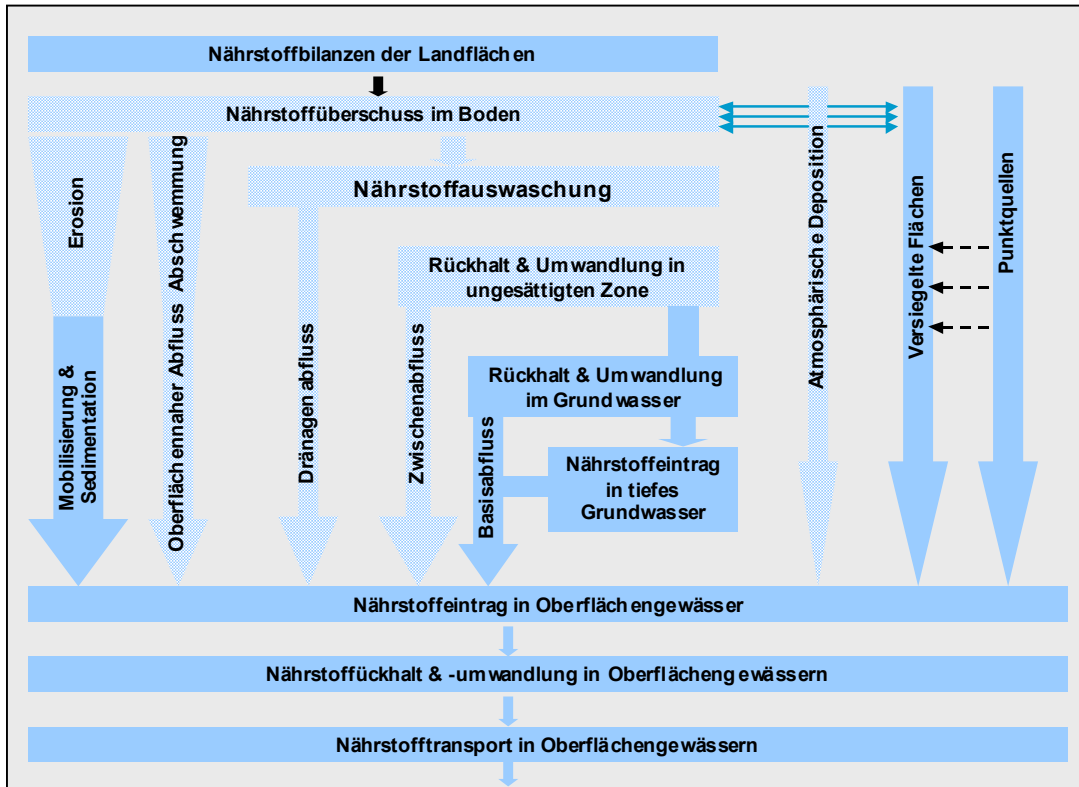 Nährstoffbilanzen der Landflächen
Nährstoffüberschuss im Boden
Nährstoffauswaschung
Rückhalt & Umwandlung in
ungesättigten Zone
Rückhalt & Umwandlung
im Grundwasser
Nährstoffeintrag
in tiefes
Grundwasser
Erosion
Mobilisierung &
Sedimentation
Oberflächennaher Abfluss Abschwemmung
Dränagen abfluss
Zwischenabfluss
Basisabfluss
Atmosphärische Deposition
Versiegelte Flächen
Punktquellen
Nährstoffeintrag in Oberflächengewässer
Nährstoffückhalt & -umwandlung in Oberflächengewässern
Nährstofftransport in Oberflächengewässern